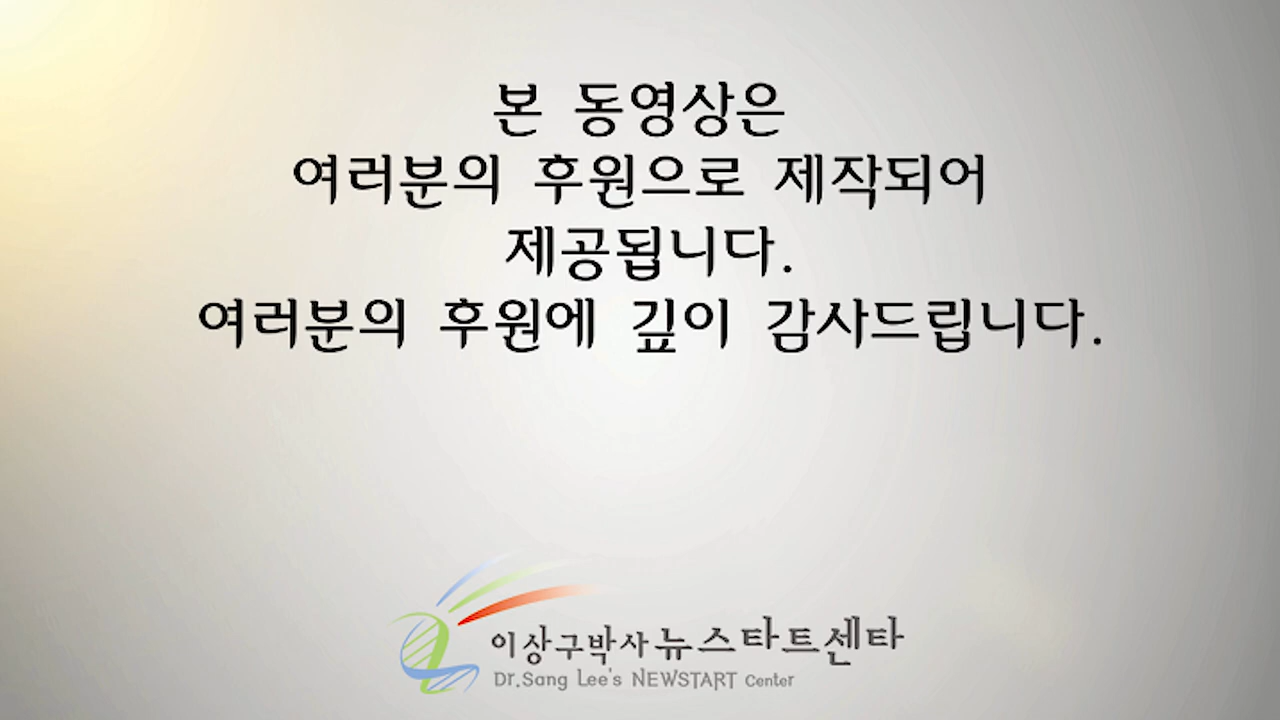 본 동영상은
여러분의 후원으로 제작되어
제공됩니다.
여러분의 후원에 깊이 감사드립니다.
이상구박사 뉴스타트센타
Dr.Sang Lee's NEWSTART Center